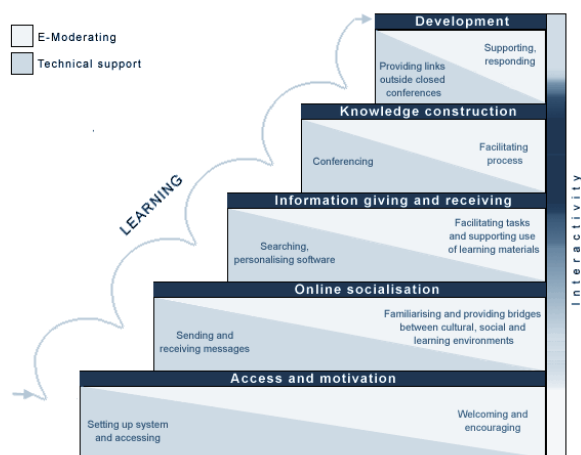 E-Moderating
Technical support
Development
Supporting,
responding
Providing links
outside closed
conferences
Knowledge construction
Conferencing
Facilitating
process
LEARNING
Information giving and receiving
Searching,
personalising software
Facilitating tasks
and supporting use
of learning materials
Online socialisation
Sending and
receiving messages
Familiarising and providing bridges
between cultural, social and
learning environments
Access and motivation
Setting up system
and accessing
Welcoming and
encouraging
Interactivity